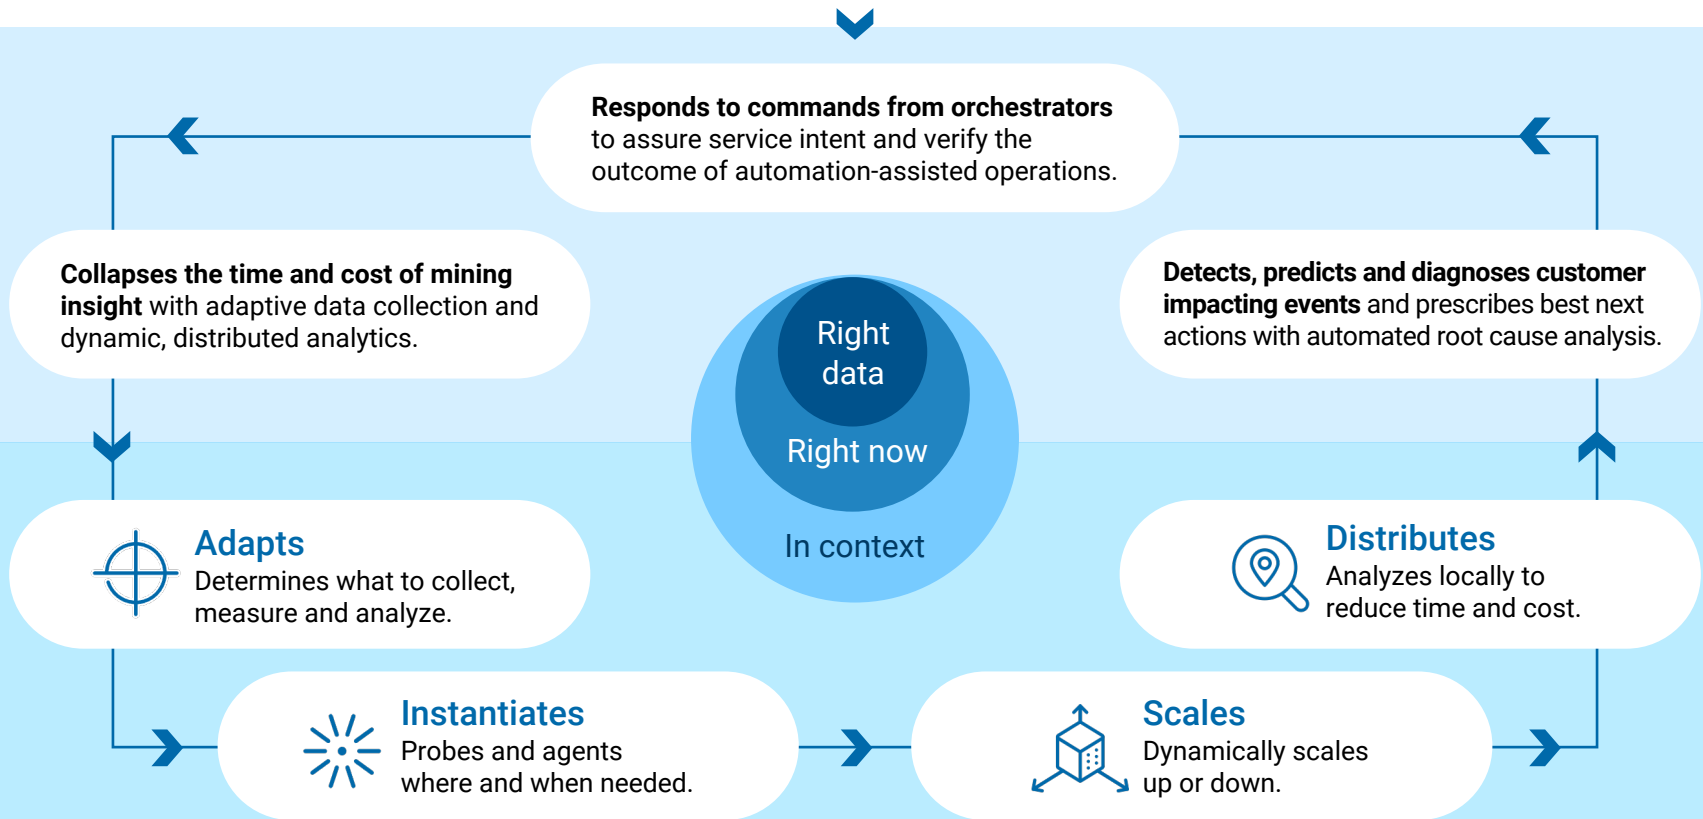 Responds to commands from orchestrators
to assure service intent and verify the
outcome of automation-assisted operations.
Collapses the time and cost of mining
insight with adaptive data collection and
dynamic, distributed analytics.
Detects, predicts and diagnoses customer
impacting events and prescribes best next
actions with automated root cause analysis.
Right
data
Right now
In context
Adapts
Determines what to collect,
measure and analyze.
Distributes
Analyzes locally to
reduce time and cost.
Instantiates
Probes and agents
where and when needed.
Scales
Dynamically scales
up or down.